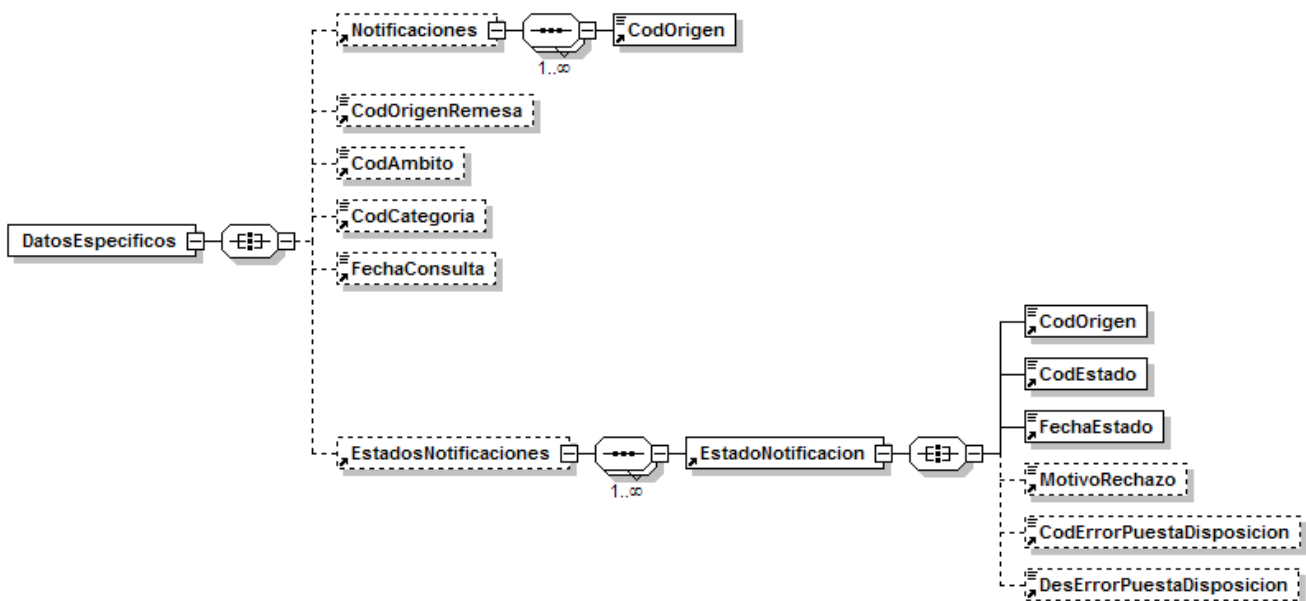 Notificaciones
CodOrigen
1..∞
CodOrigenRemesa
CodAmbito
CodCategoria
DatosEspecificos
FechaConsulta
CodOrigen
CodEstado
FechaEstado
EstadosNotificaciones
EstadoNotificacion
1..∞
MotivoRechazo
CodErrorPuestaDisposicion
DesErrorPuestaDisposicion